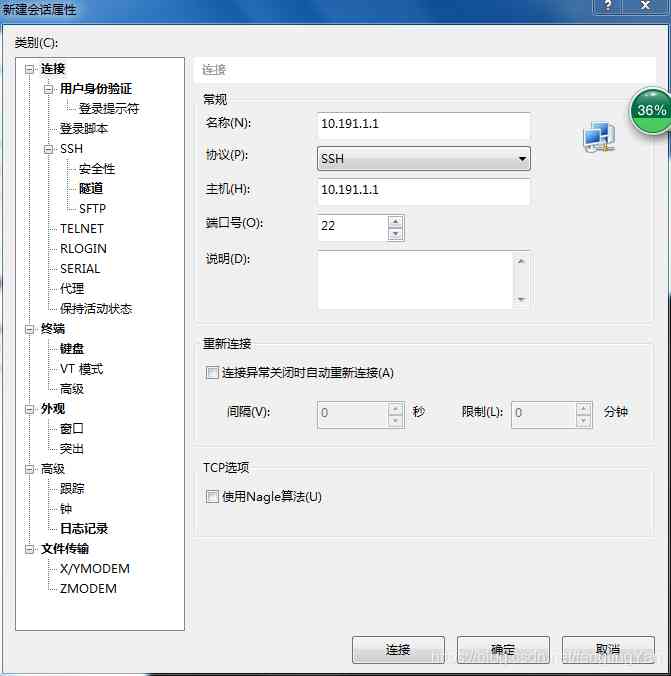 新建会话属性
?
x
类别(C):
连接
用户身份验证
登录提示符
登录脚本
SSH
安全性
隧道
SFTP
TELNET
RLOGIN
SERIAL
代理
保持活动状态
终端
键盘
VT 模式
高级
外观
窗口
突出
高级
跟踪
钟
日志记录
文件传输
X/YMODEM
ZMODEM
连接
常规
名称(N): 10.191.1.1
协议(P): SSH
主机(H): 10.191.1.1
端口号(O): 22
说明(D):
36%
重新连接
连接异常关闭时自动重新连接(A)
间隔(V): 0 秒 限制(L): 0 分钟
TCP选项
使用Nagle算法(U)
连接 确定 取消